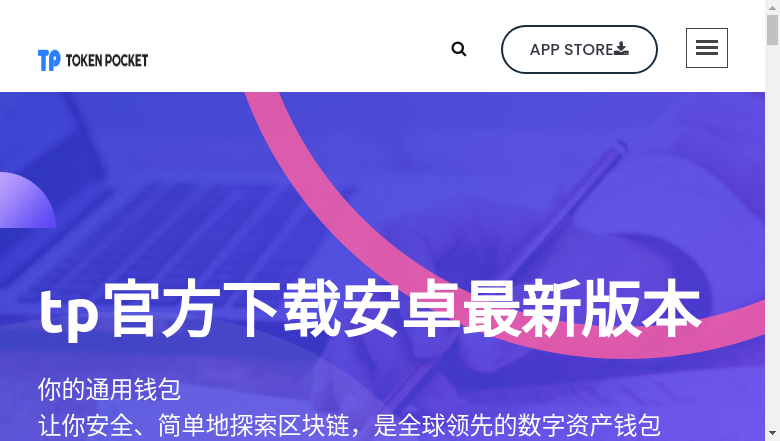 TP TOKEN POCKET
APP STORE
tp官方下载安卓最新版本
你的通用钱包
让你安全、简单地探索区块链，是全球领先的数字资产钱包